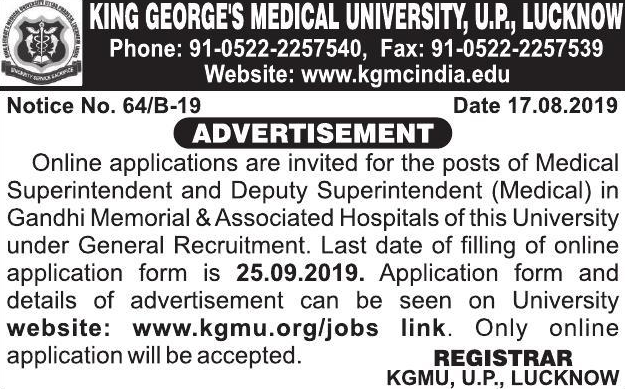 KING GEORGE'S MEDICAL UNIVERSITY, U.P., LUCKNOW
Phone: 91-0522-2257540, Fax: 91-0522-2257539
Website: www.kgmcindia.edu
Notice No. 64/B-19 Date 17.08.2019
ADVERTISEMENT
Online applications are invited for the posts of Medical
Superintendent and Deputy Superintendent (Medical) in
Gandhi Memorial & Associated Hospitals of this University
under General Recruitment. Last date of filling of online
application form is 25.09.2019. Application form and
details of advertisement can be seen on University
website: www.kgmu.org/jobs link. Only online
application will be accepted.
REGISTRAR
KGMU, U.P., LUCKNOW